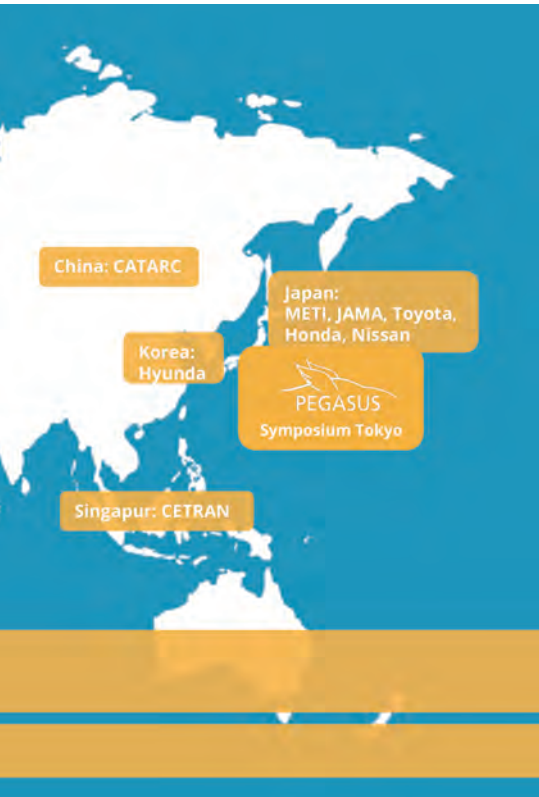 China: CATARC
Japan:
METI, JAMA, Toyota,
Honda, Nissan
Korea:
Hyunda
PEGASUS
Symposium Tokyo
Singapur: CETRAN